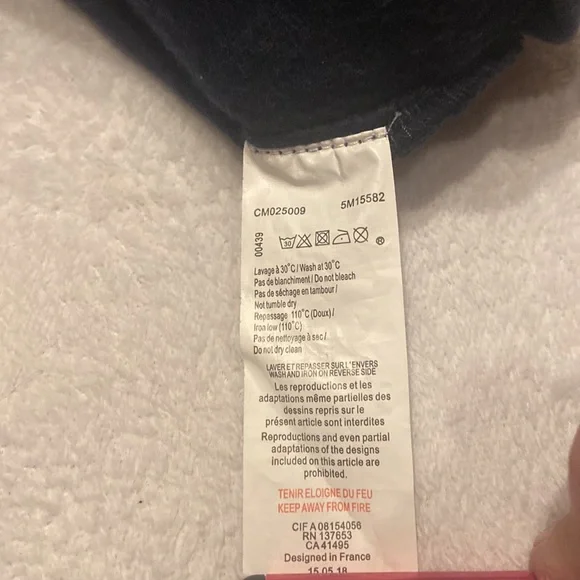 CM025009 5M15582
00439
30 ®
Lavage à 30°C / Wash at 30°C
Pas de blanchiment / Do not bleach
Pas de séchage en tambour /
Not tumble dry
Repassage 110°C (Doux) /
Iron low (110°C)
Pas de nettoyage à sec /
Do not dry clean
LAVER ET REPASSER SUR L'ENVERS
WASH AND IRON ON REVERSE SIDE
Les reproductions et les
adaptations même partielles des
dessins repris sur le
présent article sont interdites
Reproductions and even partial
adaptations of the designs
included on this article are
prohibited.
TENIR ELOIGNE DU FEU
KEEP AWAY FROM FIRE
CIF A 08154056
RN 137653
CA 41495
Designed in France
15.05.18